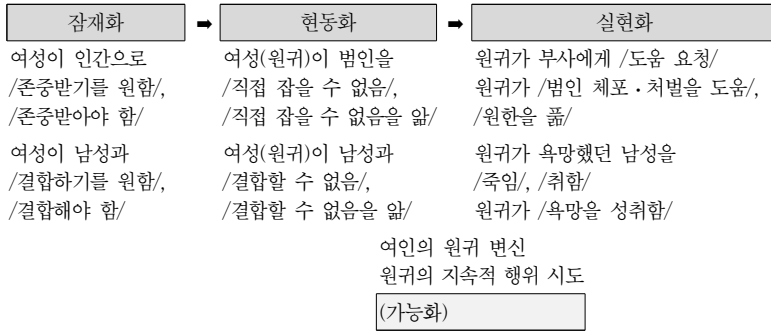 잠재화 ➡ 현동화 ➡ 실현화
여성이 인간으로 여성(원귀)이 범인을 원귀가 부사에게 /도움 요청/
/존중받기를 원함/, /직접 잡을 수 없음/, 원귀가 /범인 체포・처벌을 도움/,
/존중받아야 함/ /직접 잡을 수 없음을 앎/ /원한을 풂/
여성이 남성과 여성(원귀)이 남성과 원귀가 욕망했던 남성을
/결합하기를 원함/, /결합할 수 없음/, /죽임/, /취함/
/결합해야 함/ /결합할 수 없음을 앎/ 원귀가 /욕망을 성취함/
여인의 원귀 변신
원귀의 지속적 행위 시도
(가능화)